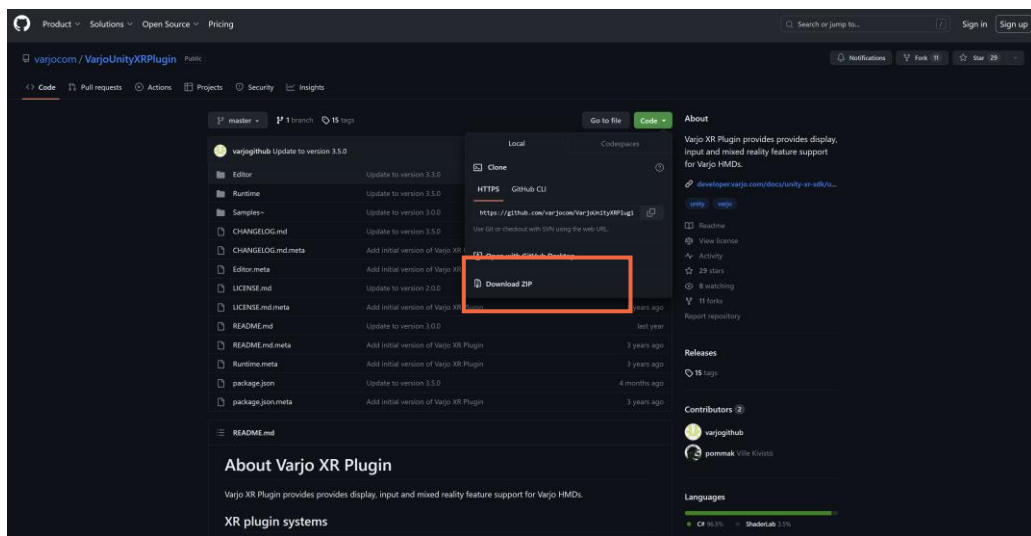 Product Solutions Open Source Pricing
Search or jump to... /
Sign in Sign up
varjocom / VarjoUnityXRPlugin Public
Notifications Fork 11 Star 29
Code Pull requests Actions Projects Security Insights
master 1 branch 15 tags
Go to file Code
varjogithub Update to version 3.5.0
Editor Update to version 3.3.0
Runtime Update to version 3.5.0
Samples~ Update to version 3.0.0
CHANGELOG.md Update to version 3.5.0
CHANGELOG.md.meta Add initial version of Varjo XR
Editor.meta Add initial version of Varjo XR
LICENSE.md Update to version 2.0.0
LICENSE.md.meta Add initial version of Varjo XR Plugin years ago
README.md Update to version 3.0.0 last year
README.md.meta Add initial version of Varjo XR Plugin 3 years ago
Runtime.meta Add initial version of Varjo XR Plugin 3 years ago
package.json Update to version 3.5.0 4 months ago
package.json.meta Add initial version of Varjo XR Plugin 3 years ago
Local Codespaces
Clone
HTTPS GitHub CLI
https://github.com/varjocom/VarjoUnityXRPlugi
Use Git or checkout with SVN using the web URL.
Open with GitHub Desktop
Download ZIP
README.md
About Varjo XR Plugin
Varjo XR Plugin provides provides display, input and mixed reality feature support for Varjo HMDs.
XR plugin systems
About
Varjo XR Plugin provides provides display,
input and mixed reality feature support
for Varjo HMDs.
developer.varjo.com/docs/unity-xr-sdk/u...
unity varjo
Readme
View license
Activity
29 stars
8 watching
11 forks
Report repository
Releases
15 tags
Contributors 2
varjogithub
pommak Ville Kivistö
Languages
C# 96.5% ShaderLab 3.5%